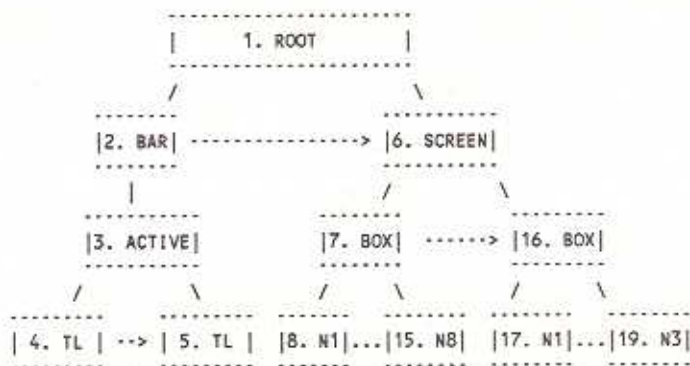 1. ROOT
2. BAR 6. SCREEN
3. ACTIVE 7. BOX 16. BOX
4. TL 5. TL 8. N1 ... 15. N8 17. N1 ... 19. N3